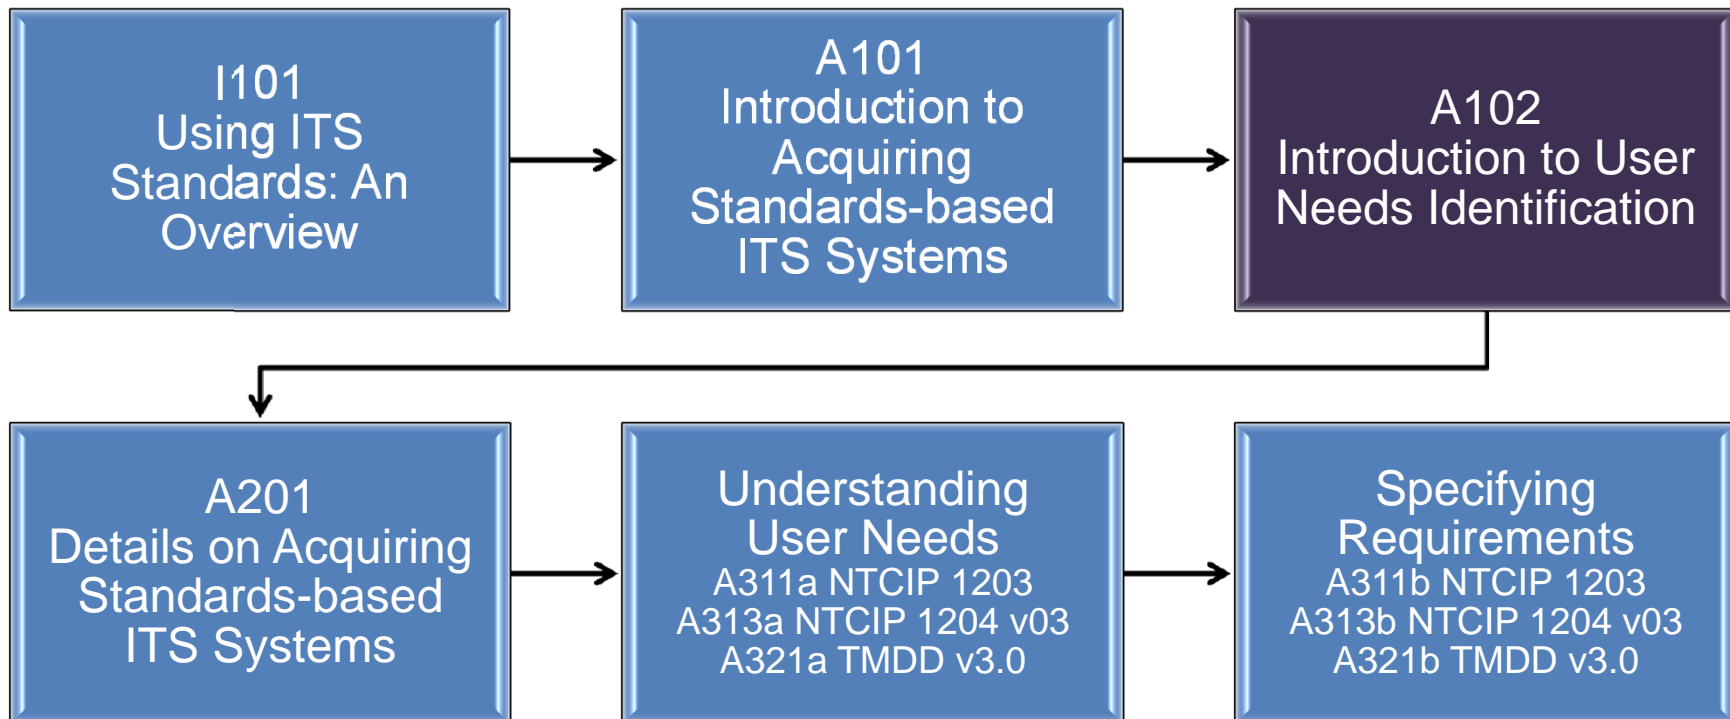 I101
Using ITS
Standards: An
Overview
A101
Introduction to
Acquiring
Standards-based
ITS Systems
A102
Introduction to User
Needs Identification
A201
Details on Acquiring
Standards-based
ITS Systems
Understanding
User Needs
A311a NTCIP 1203
A313a NTCIP 1204 v03
A321a TMDD v3.0
Specifying
Requirements
A311b NTCIP 1203
A313b NTCIP 1204 v03
A321b TMDD v3.0